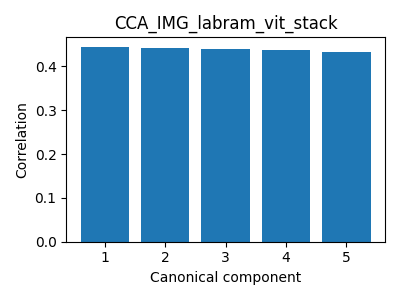 CCA_IMG_labram_vit_stack
Correlation
0.4
0.3
0.2
0.1
0.0
1 2 3 4 5
Canonical component